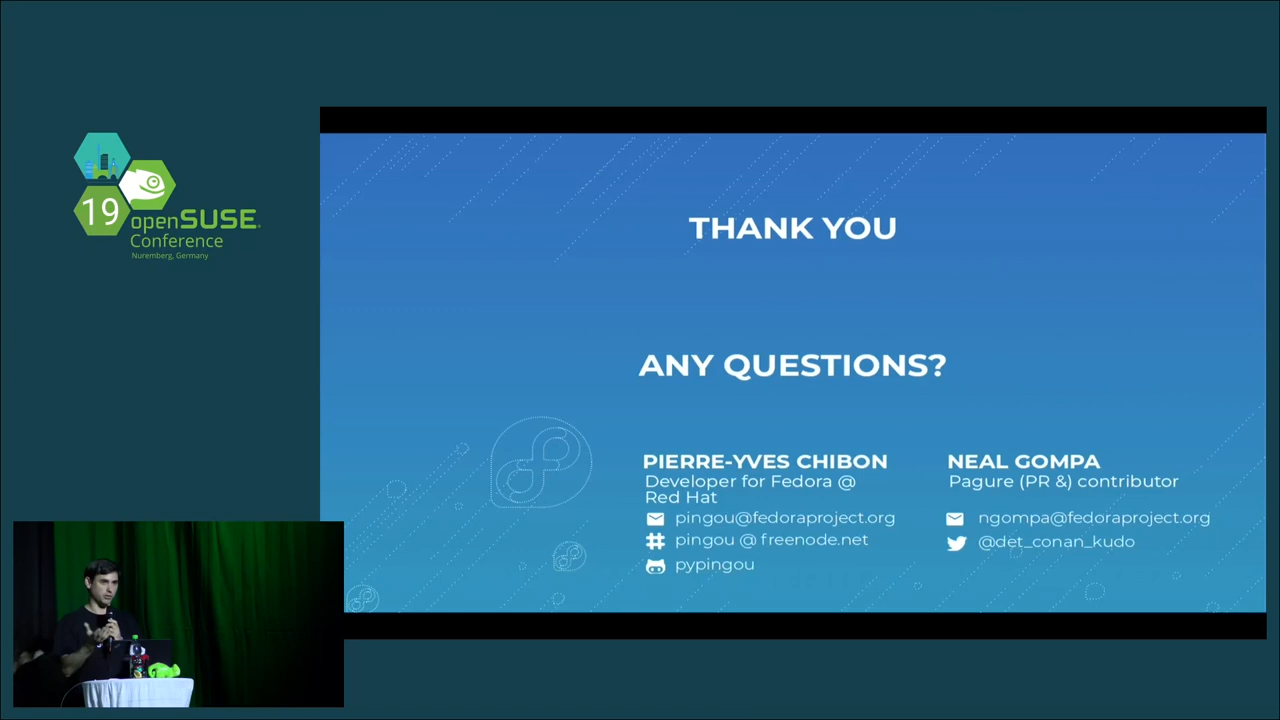 19
openSUSE
Conference
Nuremberg, Germany
THANK YOU
ANY QUESTIONS?
PIERRE-YVES CHIBON
Developer for Fedora @
Red Hat
pingou@fedoraproject.org
pingou @ freenode.net
pypingou
NEAL GOMPA
Pagure (PR &) contributor
ngompa@fedoraproject.org
@det_conan_kudo